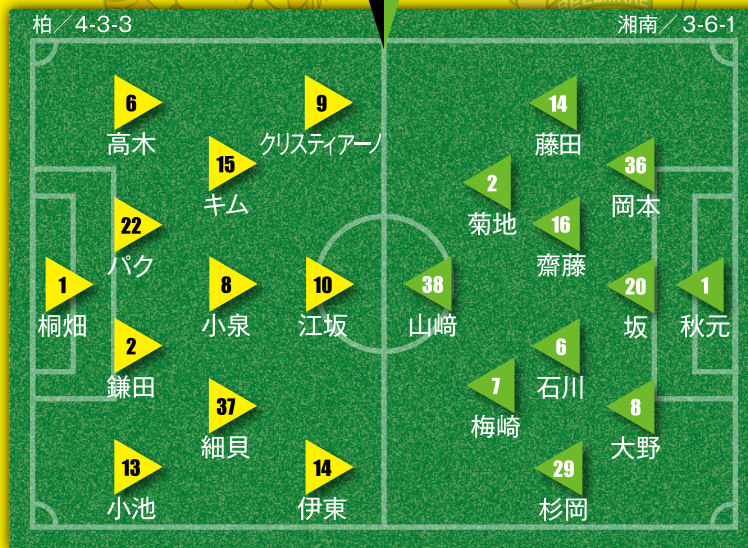 BELLMARE
柏／4-3-3
湘南／3-6-1
6
高木
9
クリスティアーノ
15
キム
22
パク
1
桐畑
8
小泉
10
江坂
2
鎌田
37
細貝
13
小池
14
伊東
14
藤田
36
岡本
2
菊地
16
齋藤
38
山﨑
20
坂
1
秋元
6
石川
7
梅崎
8
大野
29
杉岡